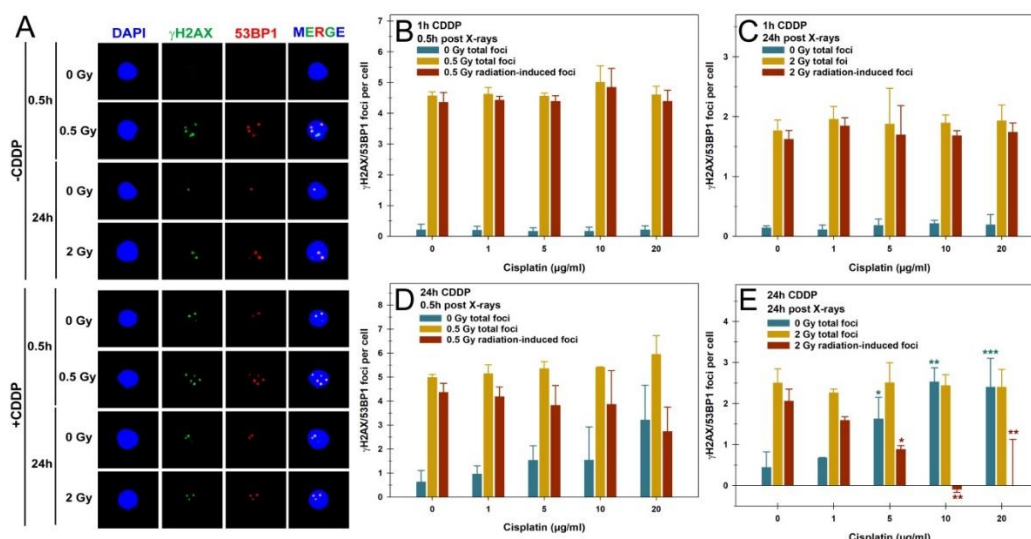 A
DAPI γH2AX 53BP1 MERGE
-CDDP
0.5h
0 Gy
0.5 Gy
24h
0 Gy
2 Gy
+CDDP
0.5h
0 Gy
0.5 Gy
24h
0 Gy
2 Gy
B
1h CDDP
0.5h post X-rays
0 Gy total foci
0.5 Gy total foci
0.5 Gy radiation-induced foci
γH2AX/53BP1 foci per cell
7
6
5
4
3
2
1
0
0 1 5 10 20
Cisplatin (µg/ml)
C
1h CDDP
24h post X-rays
0 Gy total foci
2 Gy total foi
2 Gy radiation-induced foci
γH2AX/53BP1 foci per cell
3
2
1
0
0 1 5 10 20
Cisplatin (µg/ml)
D
24h CDDP
0.5h post X-rays
0 Gy total foci
0.5 Gy total foci
0.5 Gy radiation-induced foci
γH2AX/53BP1 foci per cell
8
7
6
5
4
3
2
1
0
0 1 5 10 20
Cisplatin (µg/ml)
E
24h CDDP
24h post X-rays
0 Gy total foci
2 Gy total foci
2 Gy radiation-induced foci
γH2AX/53BP1 foci per cell
4
3
2
1
0
* * ** ** *** **
0 1 5 10 20
Cisplatin (µg/ml)